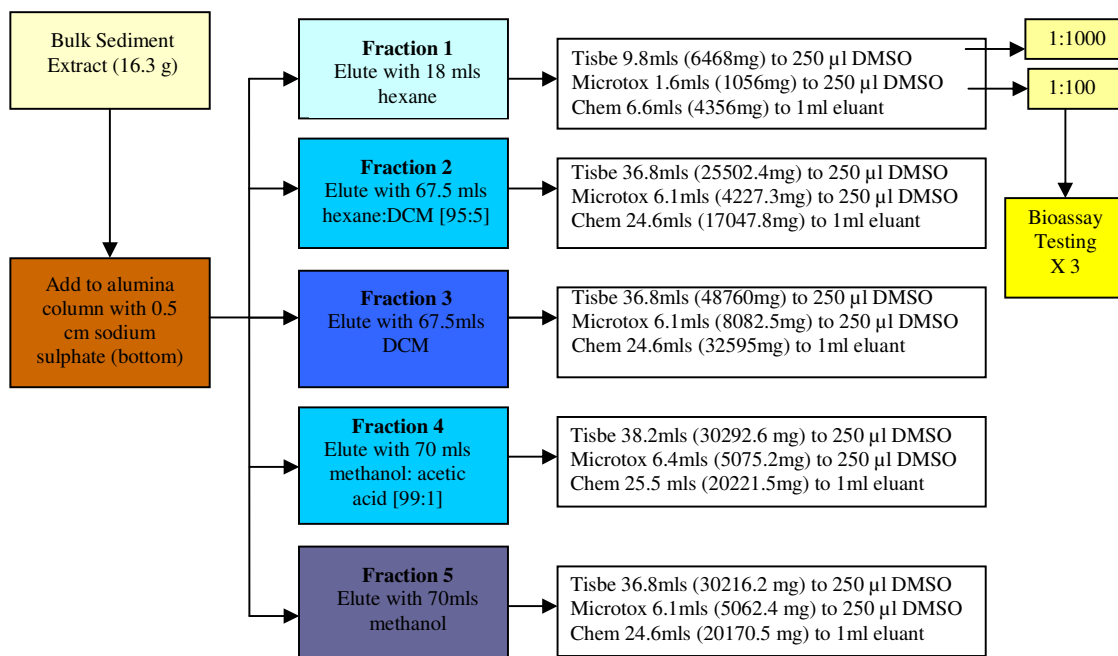 Bulk Sediment
Extract (16.3 g)
Add to alumina
column with 0.5
cm sodium
sulphate (bottom)
Fraction 1
Elute with 18 mls
hexane
Tisbe 9.8mls (6468mg) to 250 µl DMSO
Microtox 1.6mls (1056mg) to 250 µl DMSO
Chem 6.6mls (4356mg) to 1ml eluant
1:1000
1:100
Bioassay
Testing
X 3
Fraction 2
Elute with 67.5 mls
hexane:DCM [95:5]
Tisbe 36.8mls (25502.4mg) to 250 µl DMSO
Microtox 6.1mls (4227.3mg) to 250 µl DMSO
Chem 24.6mls (17047.8mg) to 1ml eluant
Fraction 3
Elute with 67.5mls
DCM
Tisbe 36.8mls (48760mg) to 250 µl DMSO
Microtox 6.1mls (8082.5mg) to 250 µl DMSO
Chem 24.6mls (32595mg) to 1ml eluant
Fraction 4
Elute with 70 mls
methanol: acetic
acid [99:1]
Tisbe 38.2mls (30292.6 mg) to 250 µl DMSO
Microtox 6.4mls (5075.2mg) to 250 µl DMSO
Chem 25.5 mls (20221.5mg) to 1ml eluant
Fraction 5
Elute with 70mls
methanol
Tisbe 36.8mls (30216.2 mg) to 250 µl DMSO
Microtox 6.1mls (5062.4 mg) to 250 µl DMSO
Chem 24.6mls (20170.5 mg) to 1ml eluant